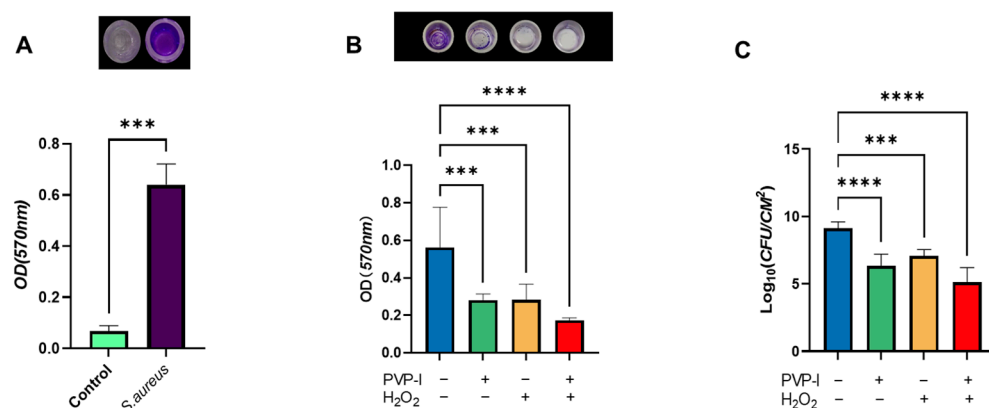 A
B
C
***
OD(570nm)
0.8
0.6
0.4
0.2
0.0
Control
S.aureus
****
***
***
OD（570nm）
1.0
0.8
0.6
0.4
0.2
0.0
PVP-I − + − +
H₂O₂ − − + +
****
***
****
Log₁₀(CFU/CM²)
15
10
5
0
PVP-I − + − +
H₂O₂ − − + +